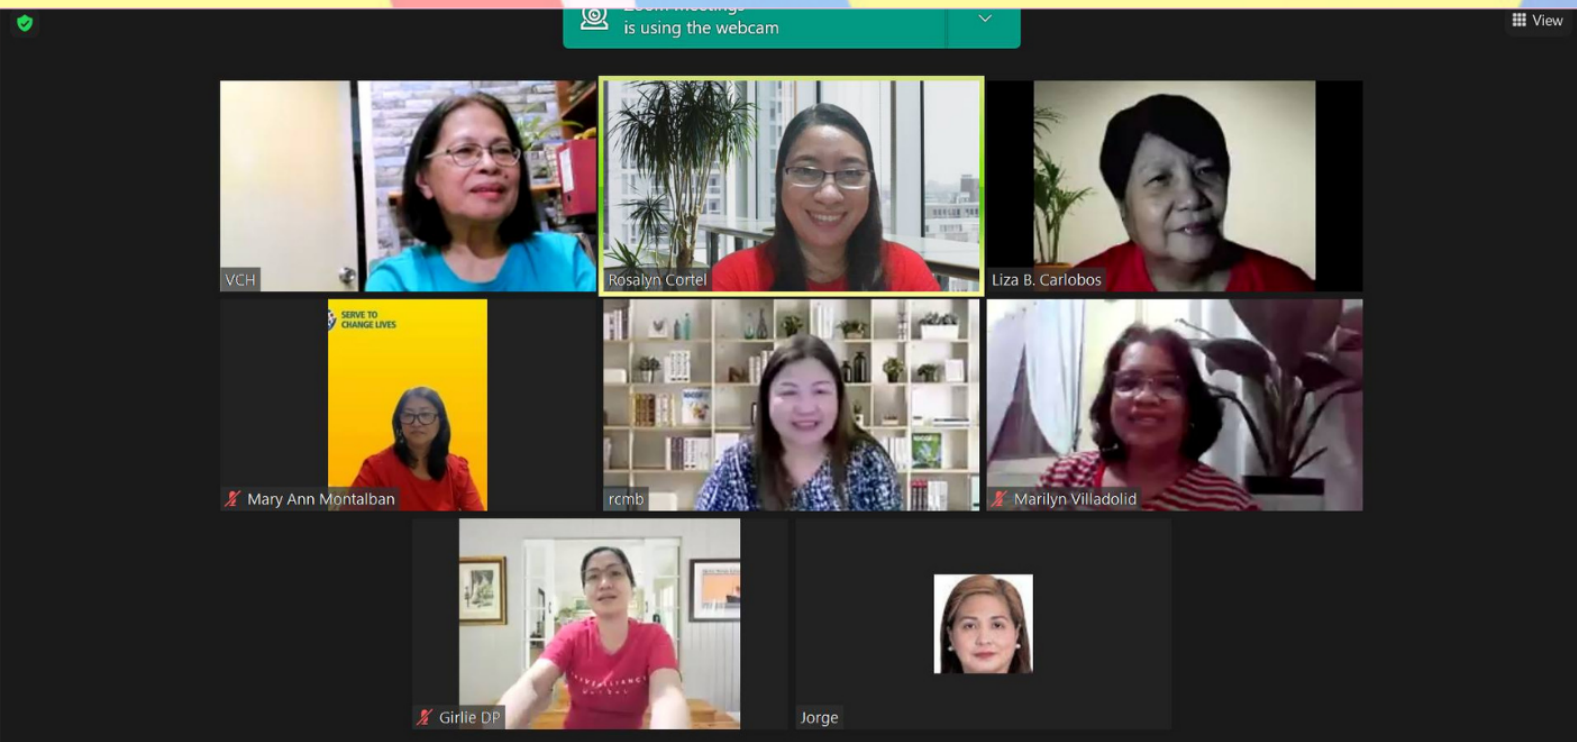 is using the webcam
View
VCH
Rosalyn Cortel
Liza B. Carlobos
SERVE TO
CHANGE LIVES
Mary Ann Montalban
rcmb
Marilyn Villadolid
Girlie DP
Jorge